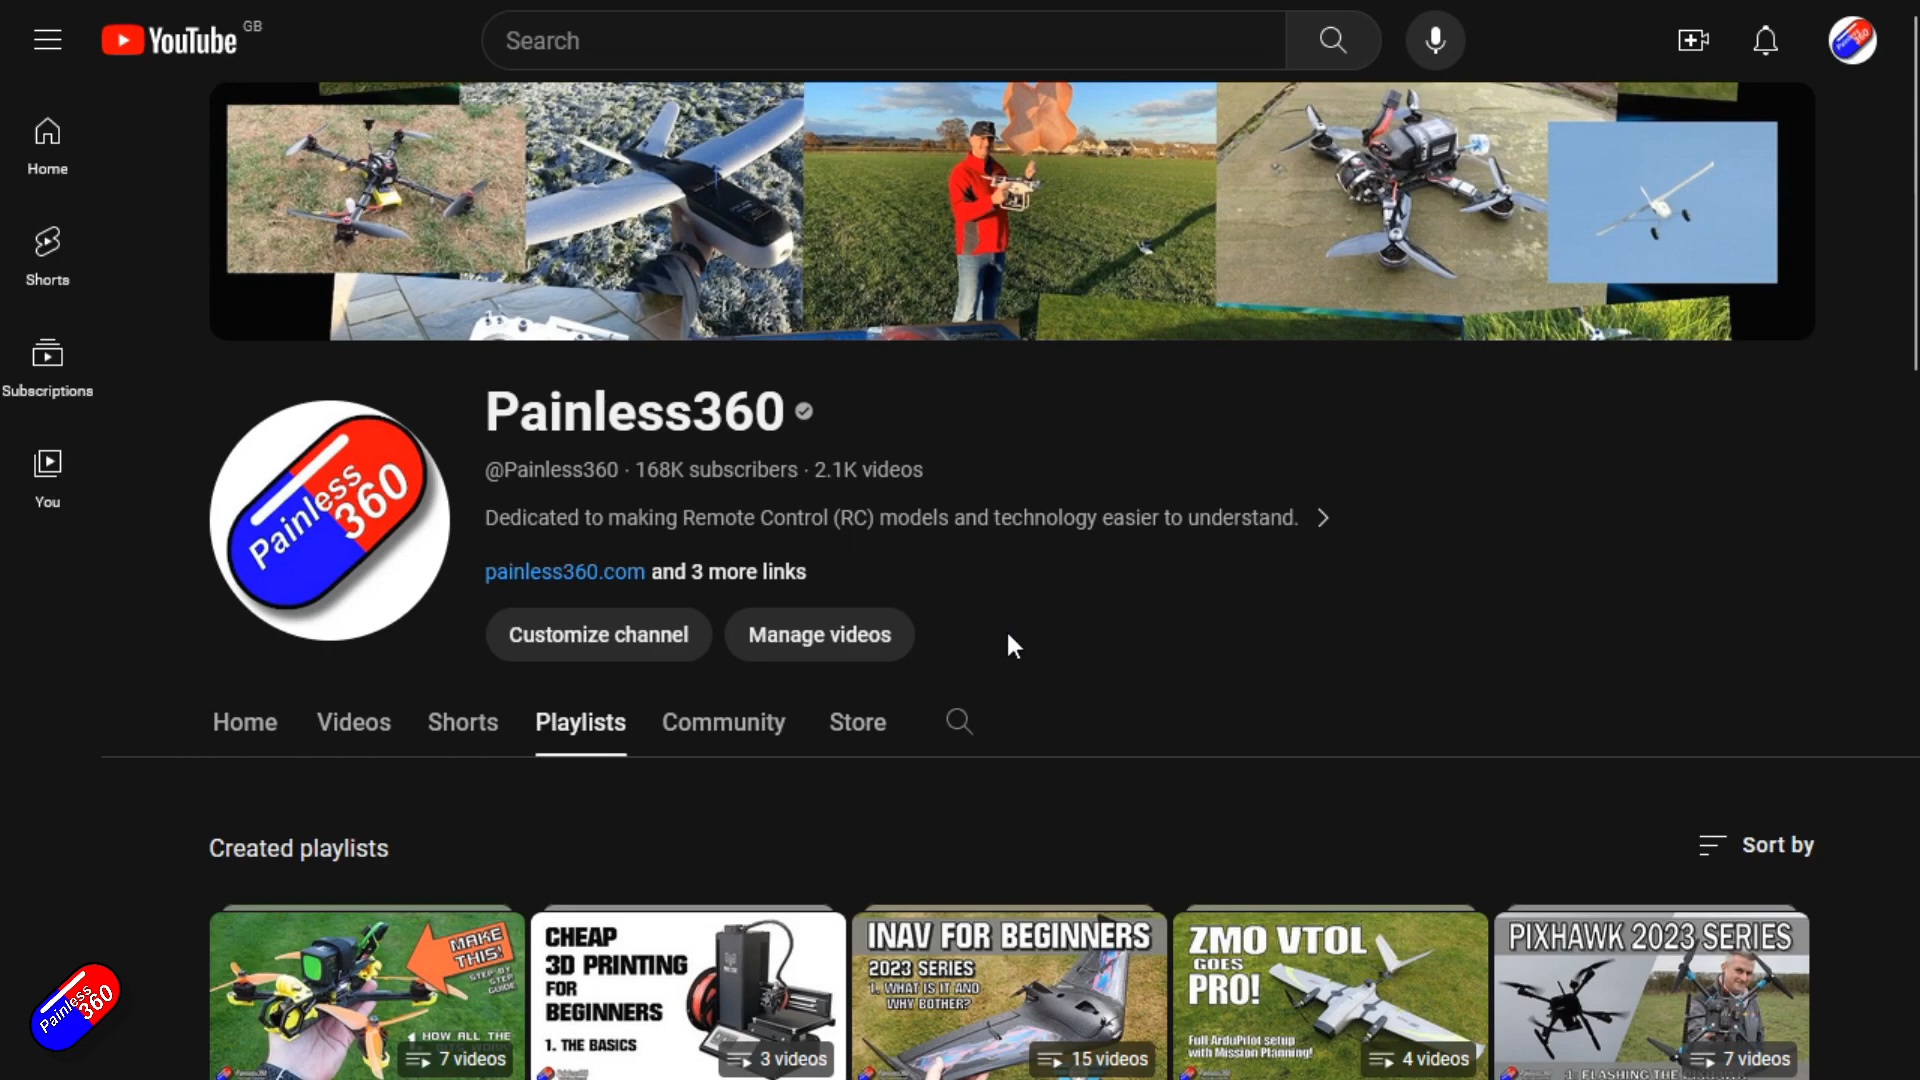 YouTube GB
Search
Home
Shorts
Subscriptions
You
Painless360
Painless 360
@Painless360 · 168K subscribers · 2.1K videos
Dedicated to making Remote Control (RC) models and technology easier to understand.
painless360.com and 3 more links
Customize channel
Manage videos
Home
Videos
Shorts
Playlists
Community
Store
Created playlists
Sort by
MAKE
THIS!
STEP BY
STEP
GUIDE
1. HOW ALL THE
7 videos
CHEAP
3D PRINTING
FOR
BEGINNERS
1. THE BASICS
3 videos
INAV FOR BEGINNERS
2023 SERIES
1. WHAT IS IT AND
WHY BOTHER?
15 videos
ZMO VTOL
GOES
PRO!
Full ArduPilot setup
with Mission Planning!
4 videos
PIXHAWK 2023 SERIES
7 videos
1. FLASHING THE
Painless 360